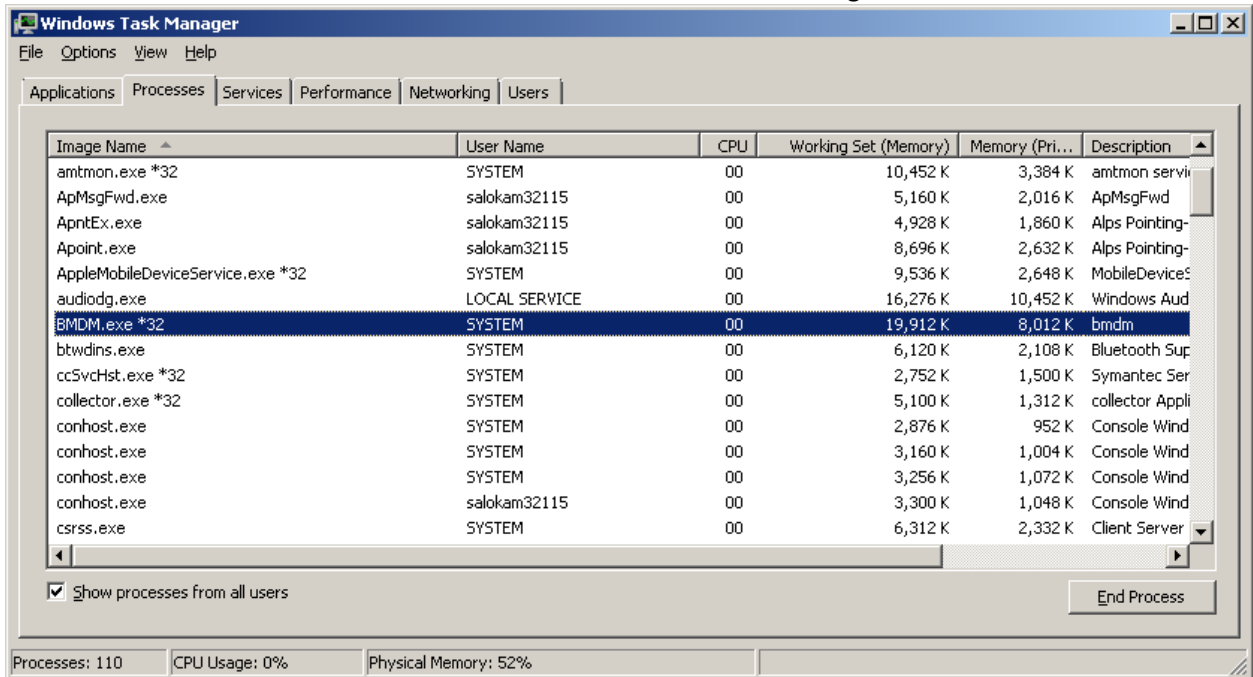 Windows Task Manager
File Options View Help
Applications Processes Services Performance Networking Users
Image Name User Name CPU Working Set (Memory) Memory (Pri... Description
amtmon.exe *32 SYSTEM 00 10,452 K 3,384 K amtmon servi
ApMsgFwd.exe salokam32115 00 5,160 K 2,016 K ApMsgFwd
ApntEx.exe salokam32115 00 4,928 K 1,860 K Alps Pointing-
Apoint.exe salokam32115 00 8,696 K 2,632 K Alps Pointing-
AppleMobileDeviceService.exe *32 SYSTEM 00 9,536 K 2,648 K MobileDeviceS
audiodg.exe LOCAL SERVICE 00 16,276 K 10,452 K Windows Aud
BMDM.exe *32 SYSTEM 00 19,912 K 8,012 K bmdm
btwdins.exe SYSTEM 00 6,120 K 2,108 K Bluetooth Sup
ccSvcHst.exe *32 SYSTEM 00 2,752 K 1,500 K Symantec Ser
collector.exe *32 SYSTEM 00 5,100 K 1,312 K collector Appli
conhost.exe SYSTEM 00 2,876 K 952 K Console Wind
conhost.exe SYSTEM 00 3,160 K 1,004 K Console Wind
conhost.exe SYSTEM 00 3,256 K 1,072 K Console Wind
conhost.exe salokam32115 00 3,300 K 1,048 K Console Wind
csrss.exe SYSTEM 00 6,312 K 2,332 K Client Server
Show processes from all users
End Process
Processes: 110 CPU Usage: 0% Physical Memory: 52%